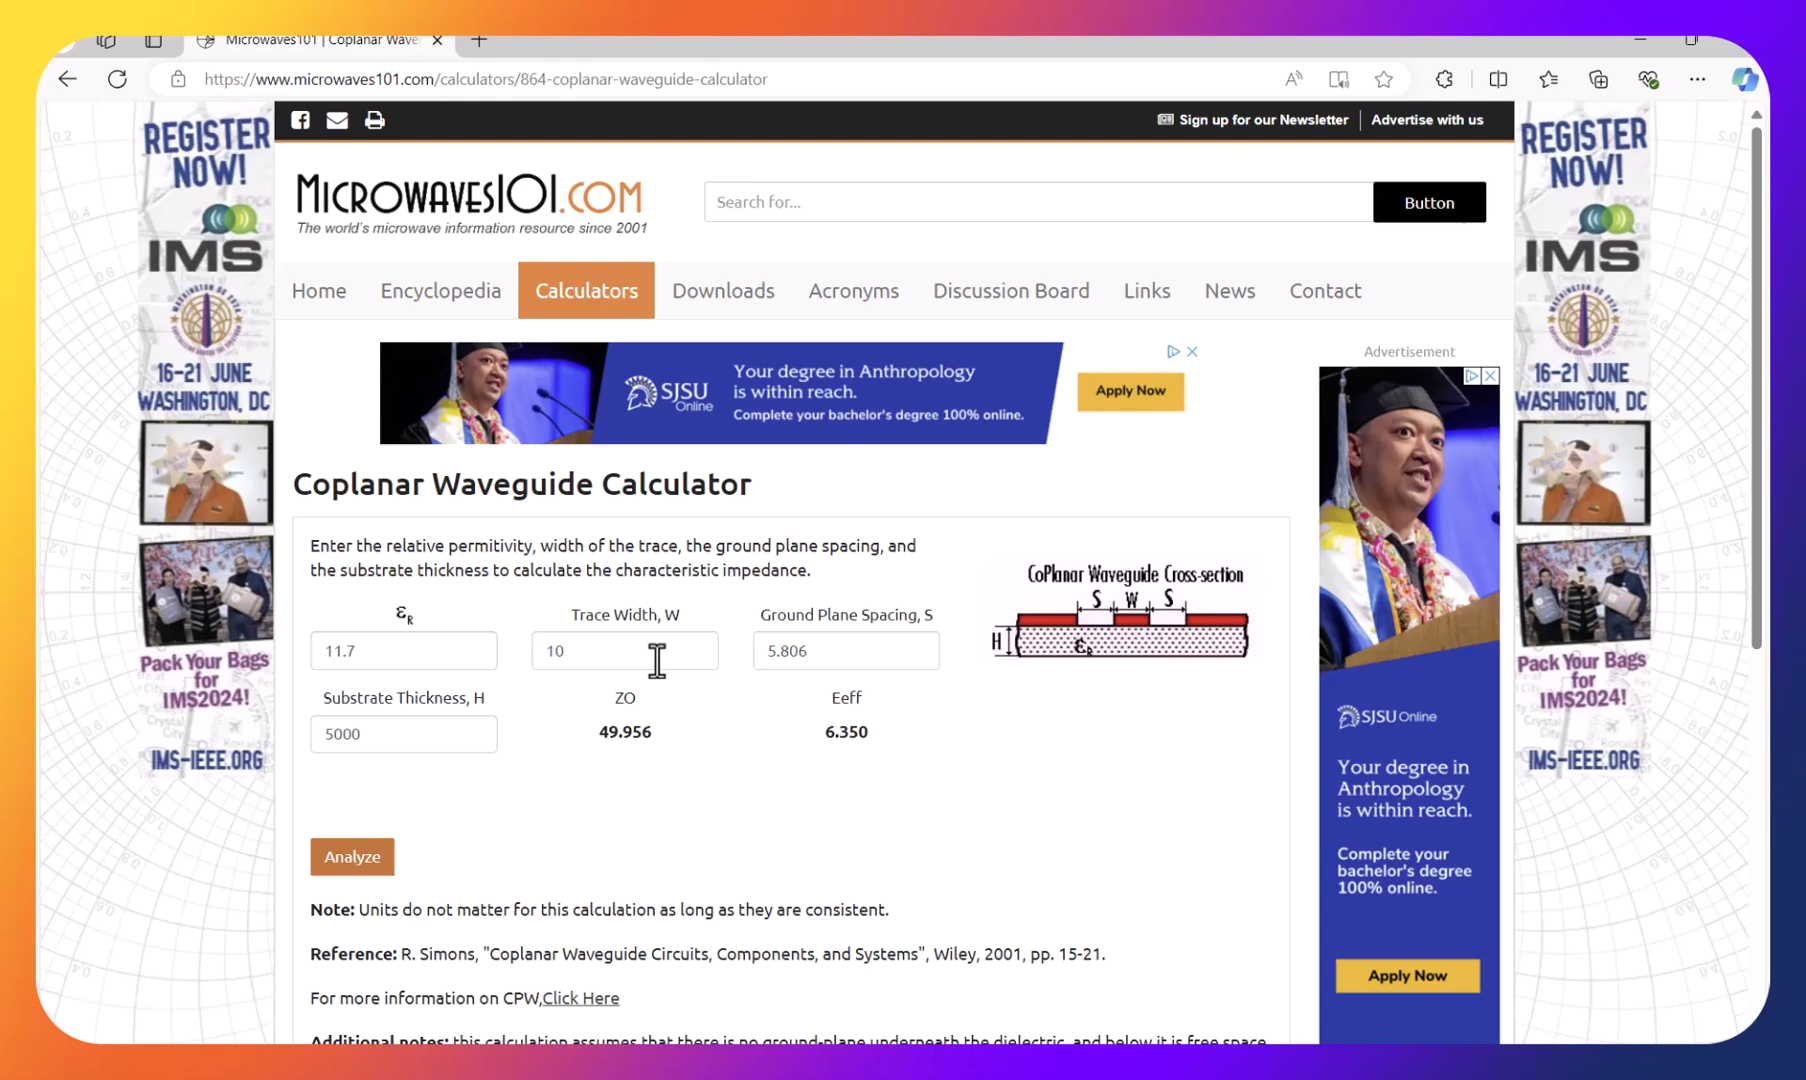 Microwaves101 | Coplanar Wave
https://www.microwaves101.com/calculators/864-coplanar-waveguide-calculator
Sign up for our Newsletter
Advertise with us
REGISTER
NOW!
IMS
WASHINGTON DC 2024
16-21 JUNE
WASHINGTON, DC
Pack Your Bags
for
IMS2024!
IMS-IEEE.ORG
MICROWAVES101.COM
The world's microwave information resource since 2001
Search for...
Button
Home
Encyclopedia
Calculators
Downloads
Acronyms
Discussion Board
Links
News
Contact
SJSU
Online
Your degree in Anthropology
is within reach.
Complete your bachelor's degree 100% online.
Apply Now
Coplanar Waveguide Calculator
Enter the relative permitivity, width of the trace, the ground plane spacing, and
the substrate thickness to calculate the characteristic impedance.
εR
Trace Width, W
Ground Plane Spacing, S
11.7
10
5.806
Substrate Thickness, H
ZO
Eeff
5000
49.956
6.350
CoPlanar Waveguide Cross-section
S W S
H
εR
Analyze
Note: Units do not matter for this calculation as long as they are consistent.
Reference: R. Simons, "Coplanar Waveguide Circuits, Components, and Systems", Wiley, 2001, pp. 15-21.
For more information on CPW,Click Here
Additional notes: this calculation assumes that there is no ground-plane underneath the dielectric, and below it is free space
Advertisement
SJSU Online
Your degree in
Anthropology
is within reach.
Complete your
bachelor's degree
100% online.
Apply Now
REGISTER
NOW!
IMS
WASHINGTON DC 2024
16-21 JUNE
WASHINGTON, DC
Pack Your Bags
for
IMS2024!
IMS-IEEE.ORG